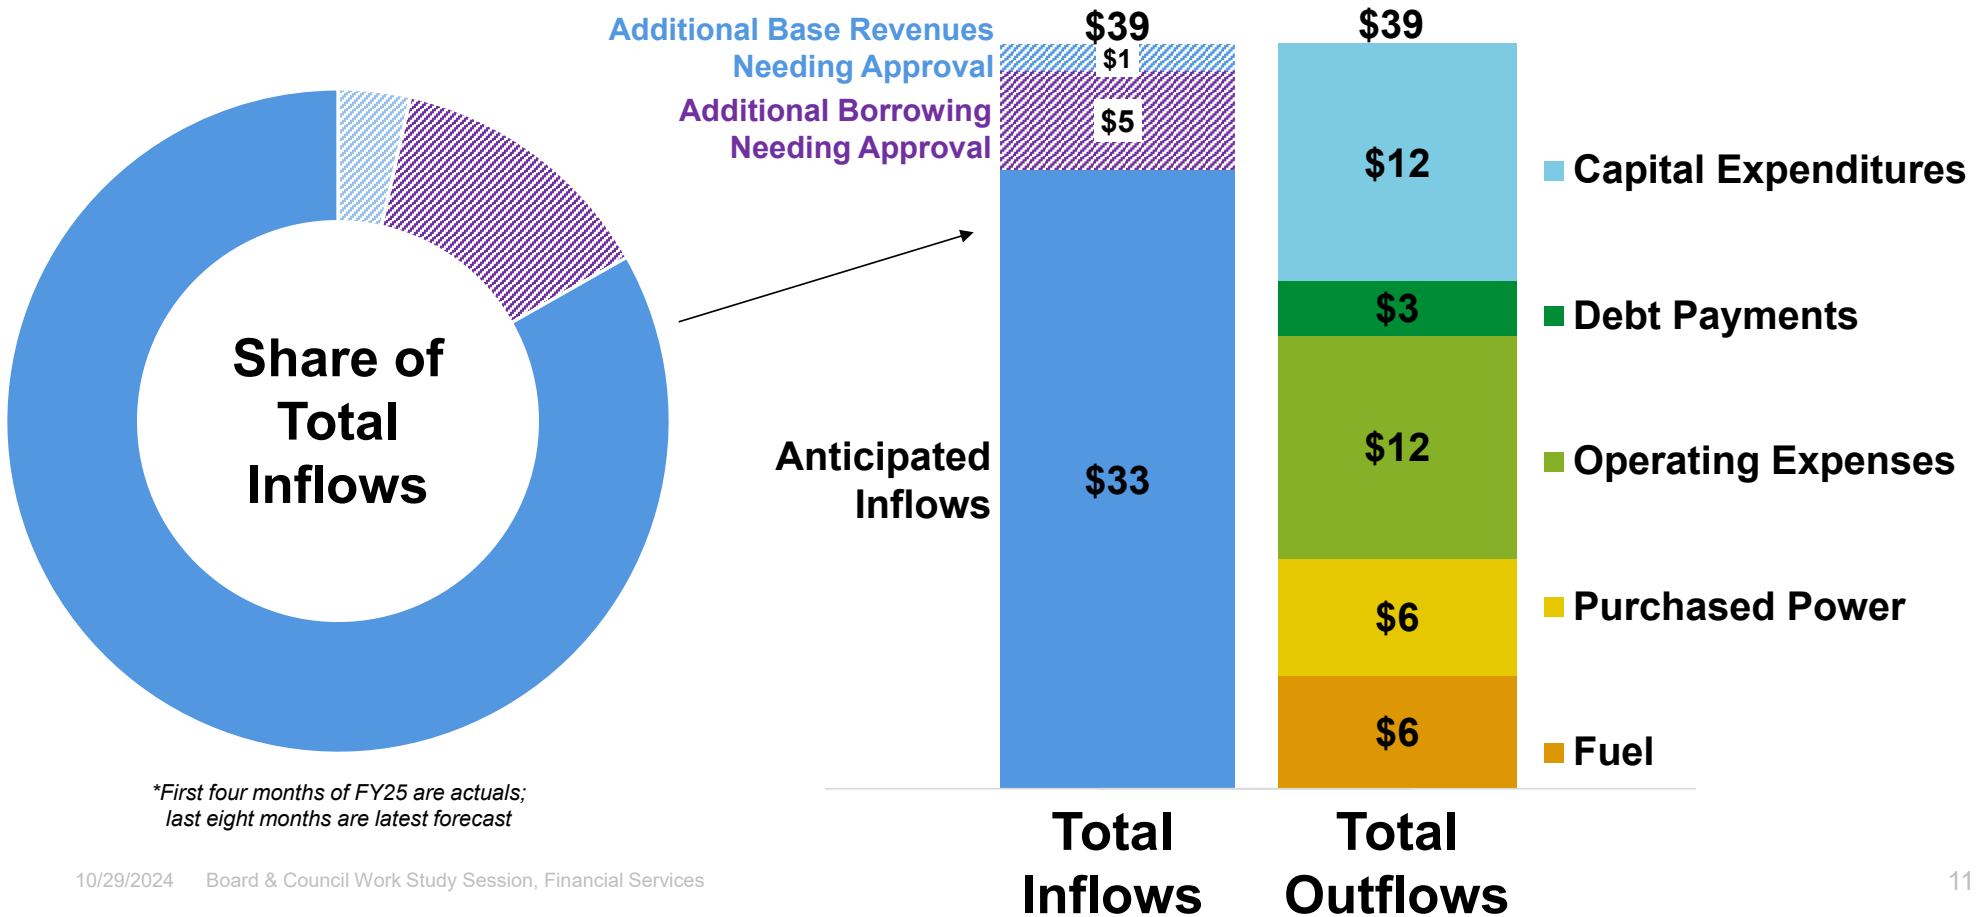 Share of
Total
Inflows
*First four months of FY25 are actuals;
last eight months are latest forecast
Additional Base Revenues
Needing Approval
Additional Borrowing
Needing Approval
Anticipated
Inflows
$39
$1
$5
$33
Total
Inflows
$39
$12
$3
$12
$6
$6
Total
Outflows
Capital Expenditures
Debt Payments
Operating Expenses
Purchased Power
Fuel
10/29/2024 Board & Council Work Study Session, Financial Services
11